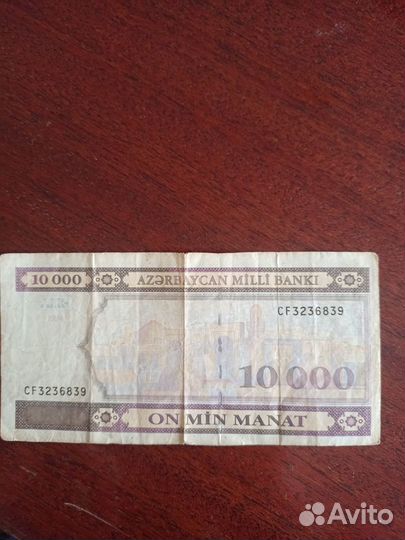 10 000 AZƏRBAYCAN MİLLİ BANKI
CF3236839
10 000
CF3236839
ON MİN MANAT
Avito